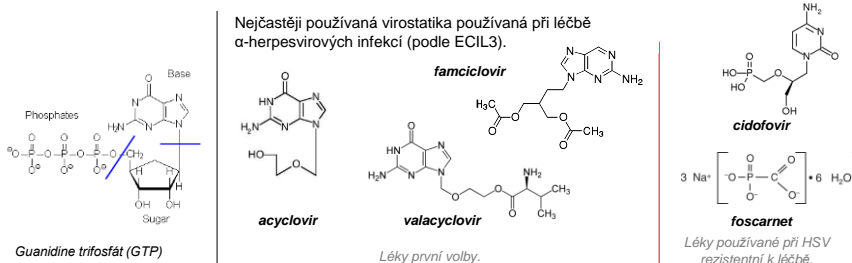 Nejčastěji používaná virostatika používaná při léčbě
α-herpesvirových infekcí (podle ECIL3).
Base
Phosphates
Sugar
Guanidine trifosfát (GTP)
acyclovir
famciclovir
valacyclovir
Léky první volby.
cidofovir
3 Na⁺
• 6 H₂O
foscarnet
Léky používané při HSV
rezistentní k léčbě.